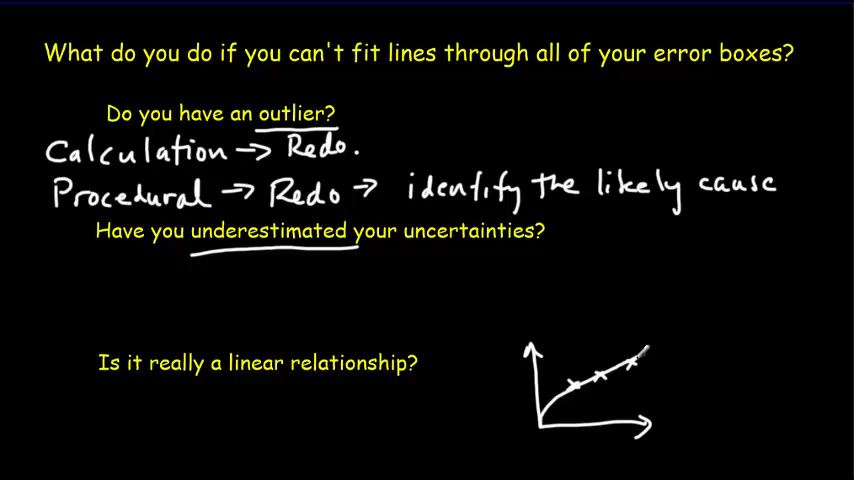 What do you do if you can't fit lines through all of your error boxes?
Do you have an outlier?
Calculation → Redo.
Procedural → Redo → identify the likely cause
Have you underestimated your uncertainties?
Is it really a linear relationship?